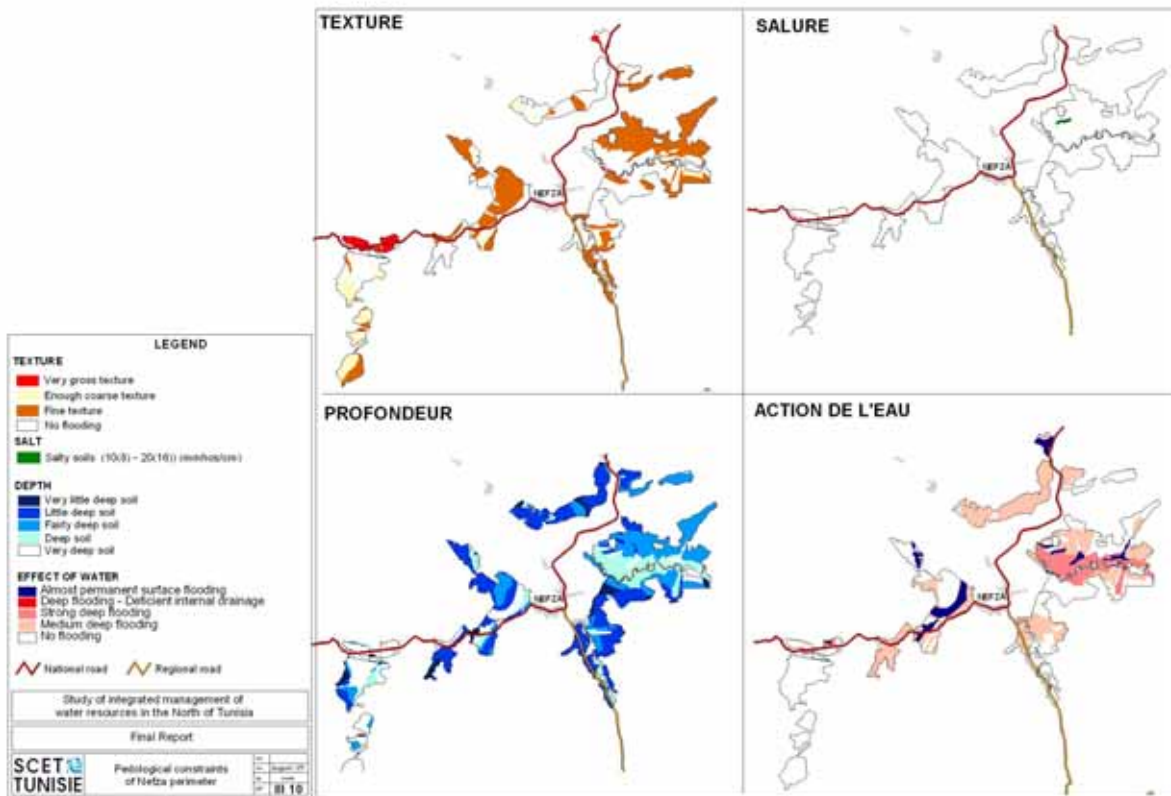 TEXTURE
SALURE
NEFZA
NEFZA
PROFONDEUR
ACTION DE L'EAU
NEFZA
NEFZA
LEGEND
TEXTURE
Very gross texture
Enough coarse texture
Fine texture
No flooding
SALT
Salty soils (10(8) - 20(16)) (mmhos/cm)
DEPTH
Very little deep soil
Little deep soil
Fairly deep soil
Deep soil
Very deep soil
EFFECT OF WATER
Almost permanent surface flooding
Deep flooding - Deficient internal drainage
Strong deep flooding
Medium deep flooding
No flooding
National road
Regional road
Study of integrated management of
water resources in the North of Tunisia
Final Report
SCET
TUNISIE
Pedological constraints
of Nefza perimeter
III 10